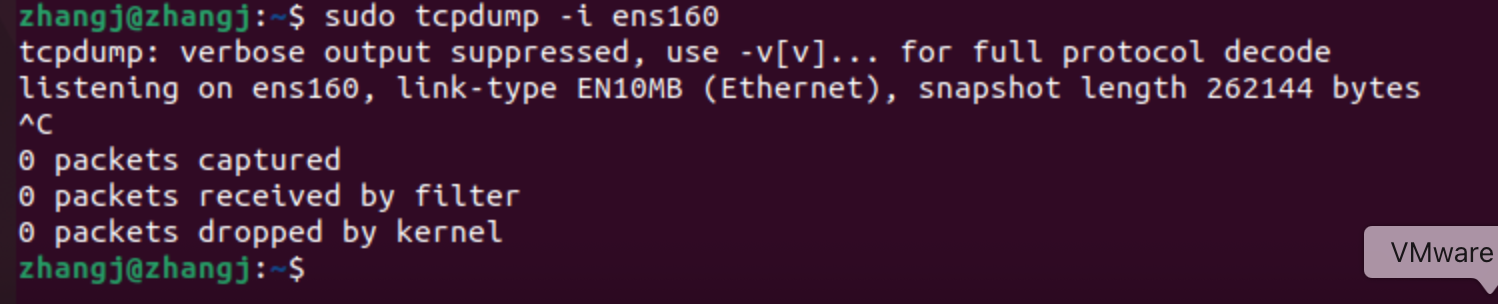 zhangj@zhangj:~$ sudo tcpdump -i ens160
tcpdump: verbose output suppressed, use -v[v]... for full protocol decode
listening on ens160, link-type EN10MB (Ethernet), snapshot length 262144 bytes
^C
0 packets captured
0 packets received by filter
0 packets dropped by kernel
zhangj@zhangj:~$
VMware